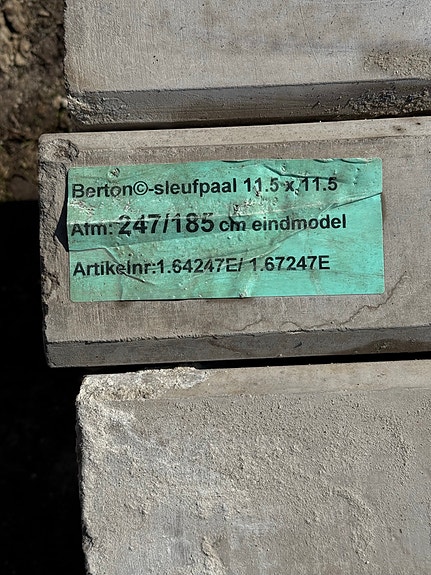 Berton©-sleufpaal 11.5 x 11.5
Afm: 247/185 cm eindmodel
Artikelnr:1.64247E/ 1.67247E